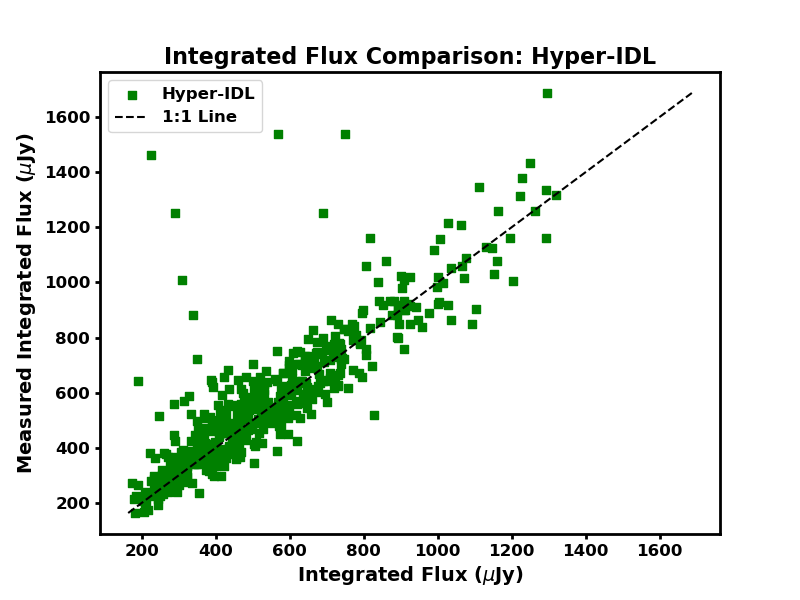 Integrated Flux Comparison: Hyper-IDL
Hyper-IDL
1:1 Line
Measured Integrated Flux (μJy)
1600
1400
1200
1000
800
600
400
200
200 400 600 800 1000 1200 1400 1600
Integrated Flux (μJy)